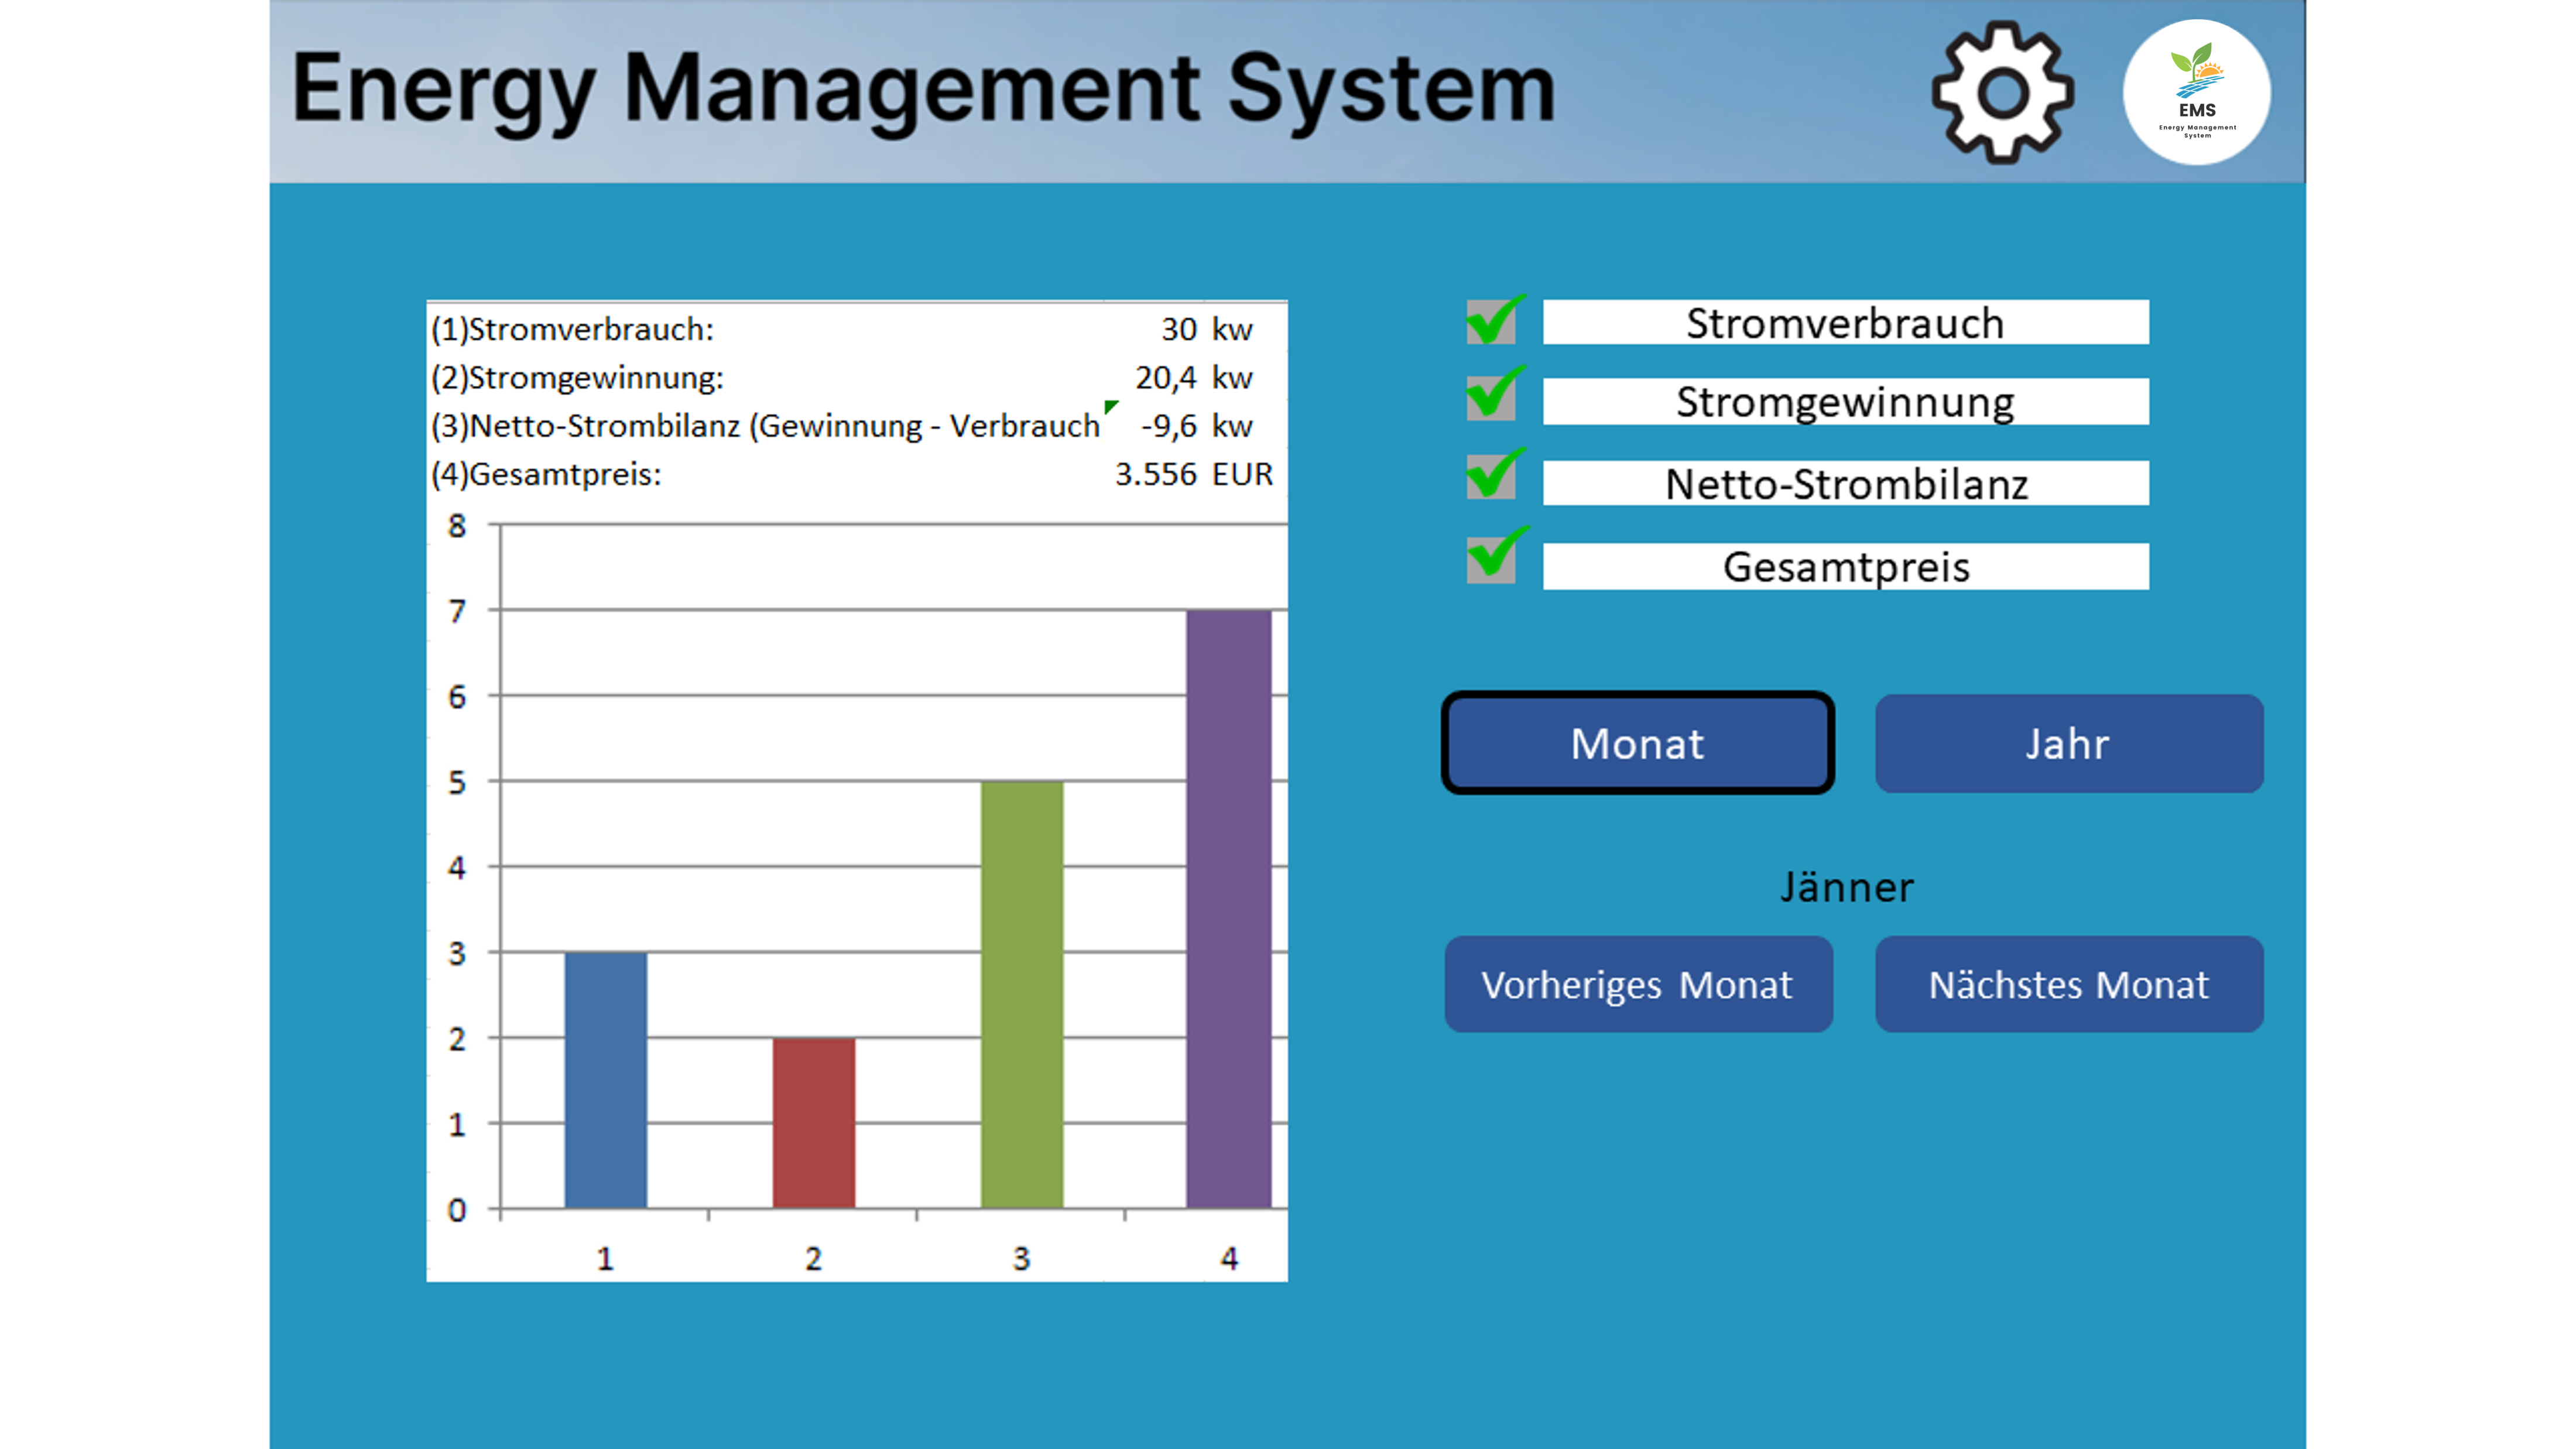 Energy Management System
EMS
Energy Management
System
(1)Stromverbrauch: 30 kw
(2)Stromgewinnung: 20,4 kw
(3)Netto-Strombilanz (Gewinnung - Verbrauch -9,6 kw
(4)Gesamtpreis: 3.556 EUR
8
7
6
5
4
3
2
1
0
1 2 3 4
Stromverbrauch
Stromgewinnung
Netto-Strombilanz
Gesamtpreis
Monat Jahr
Jänner
Vorheriges Monat Nächstes Monat